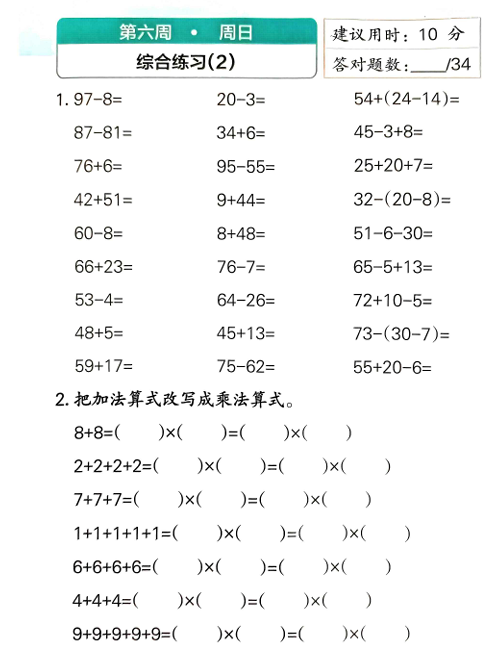 第六周 • 周日
综合练习(2)
建议用时: 10 分
答对题数:____/34
1. 97-8= 20-3= 54+(24-14)=
87-81= 34+6= 45-3+8=
76+6= 95-55= 25+20+7=
42+51= 9+44= 32-(20-8)=
60-8= 8+48= 51-6-30=
66+23= 76-7= 65-5+13=
53-4= 64-26= 72+10-5=
48+5= 45+13= 73-(30-7)=
59+17= 75-62= 55+20-6=
2. 把加法算式改写成乘法算式。
8+8=( )×( )=( )×( )
2+2+2+2=( )×( )=( )×( )
7+7+7=( )×( )=( )×( )
1+1+1+1+1=( )×( )=( )×( )
6+6+6+6=( )×( )=( )×( )
4+4+4=( )×( )=( )×( )
9+9+9+9+9=( )×( )=( )×( )